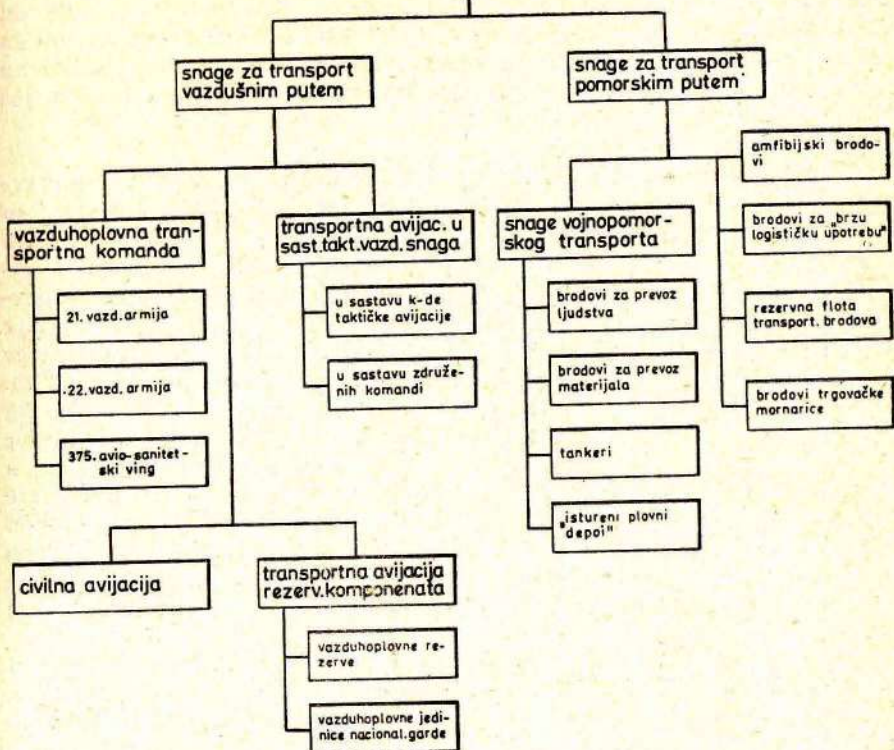 snage za transport
vazdušnim putem
snage za transport
pomorskim putem
vazduhoplovna tran-
sportna komanda
21. vazd. armija
.22. vazd. armija
375. avio-sanitet-
ski ving
transportna avijac. u
sast.takt.vazd.snaga
u sastavu k-de
taktičke avijacije
u sastavu združe-
nih komandi
civilna avijacija
transportna avijacija
rezerv.komponenata
vazduhoplovne re-
zerve
vazduhoplovne jedi-
nice nacional.garde
snage vojnopomor-
skog transporta
brodovi za prevoz
ljudstva
brodovi za prevoz
materijala
tankeri
„istureni plovni
depoi"
amfibijski brodo-
vi
brodovi za „brzu
logističku upotrebu"
rezervna flota
transport. brodova
brodovi trgovačke
mornarice